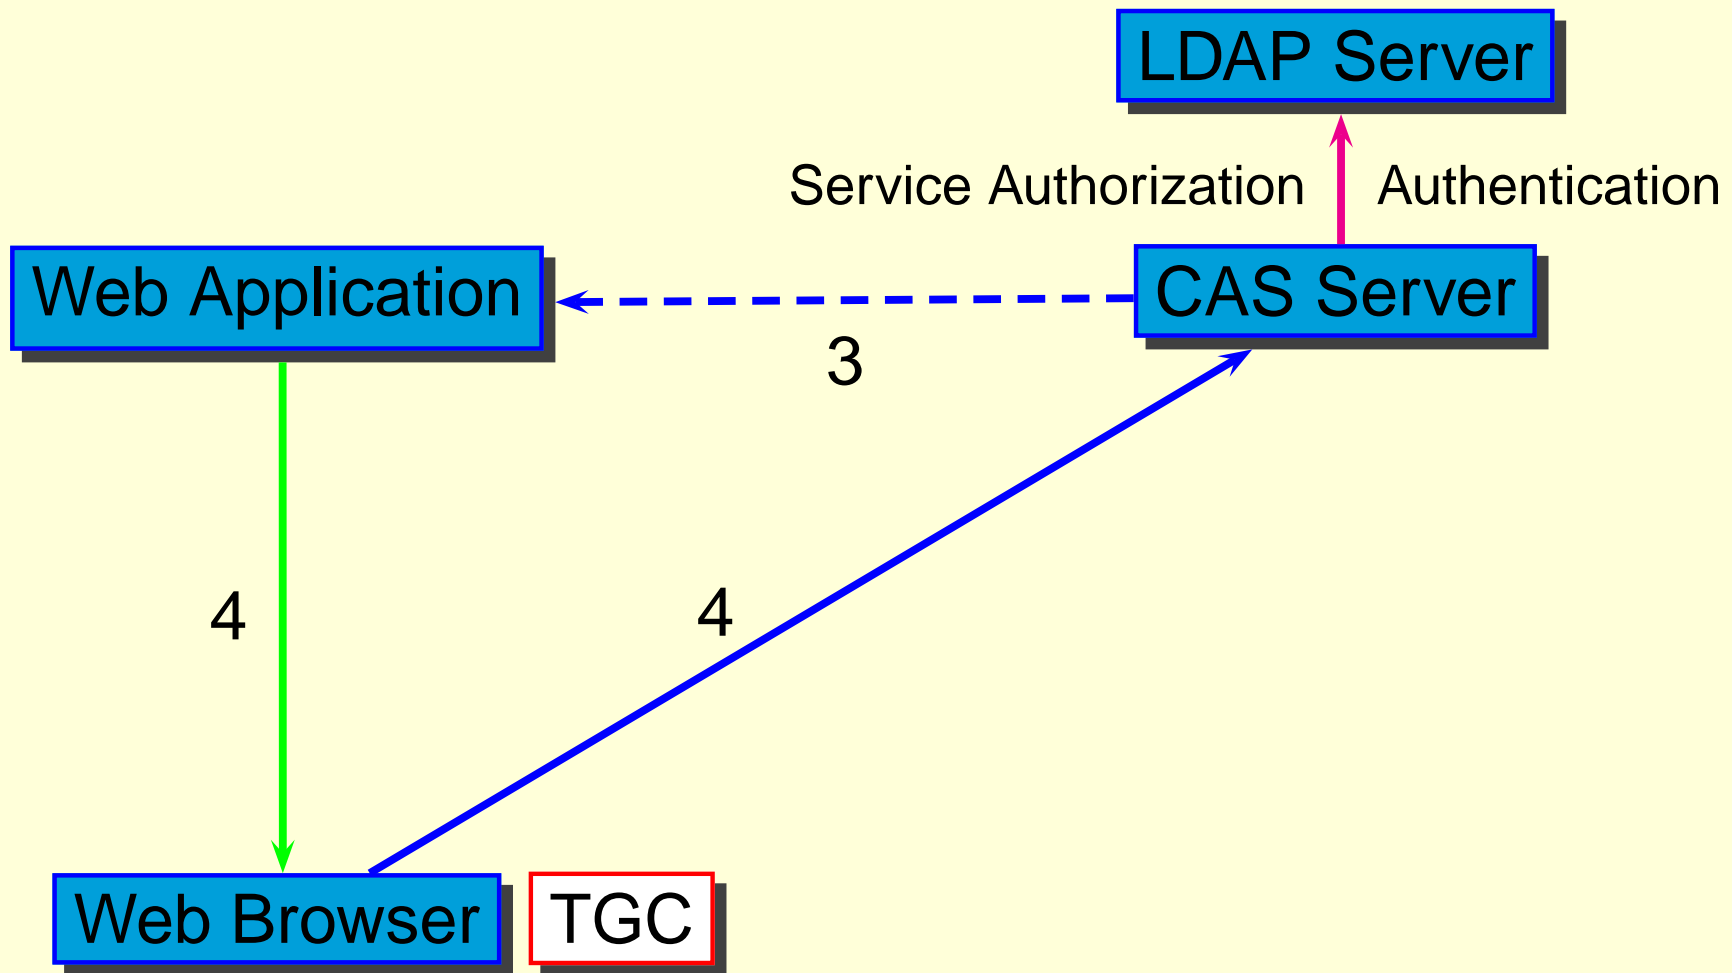 LDAP Server
Service Authorization
Authentication
Web Application
CAS Server
3
4
4
Web Browser
TGC